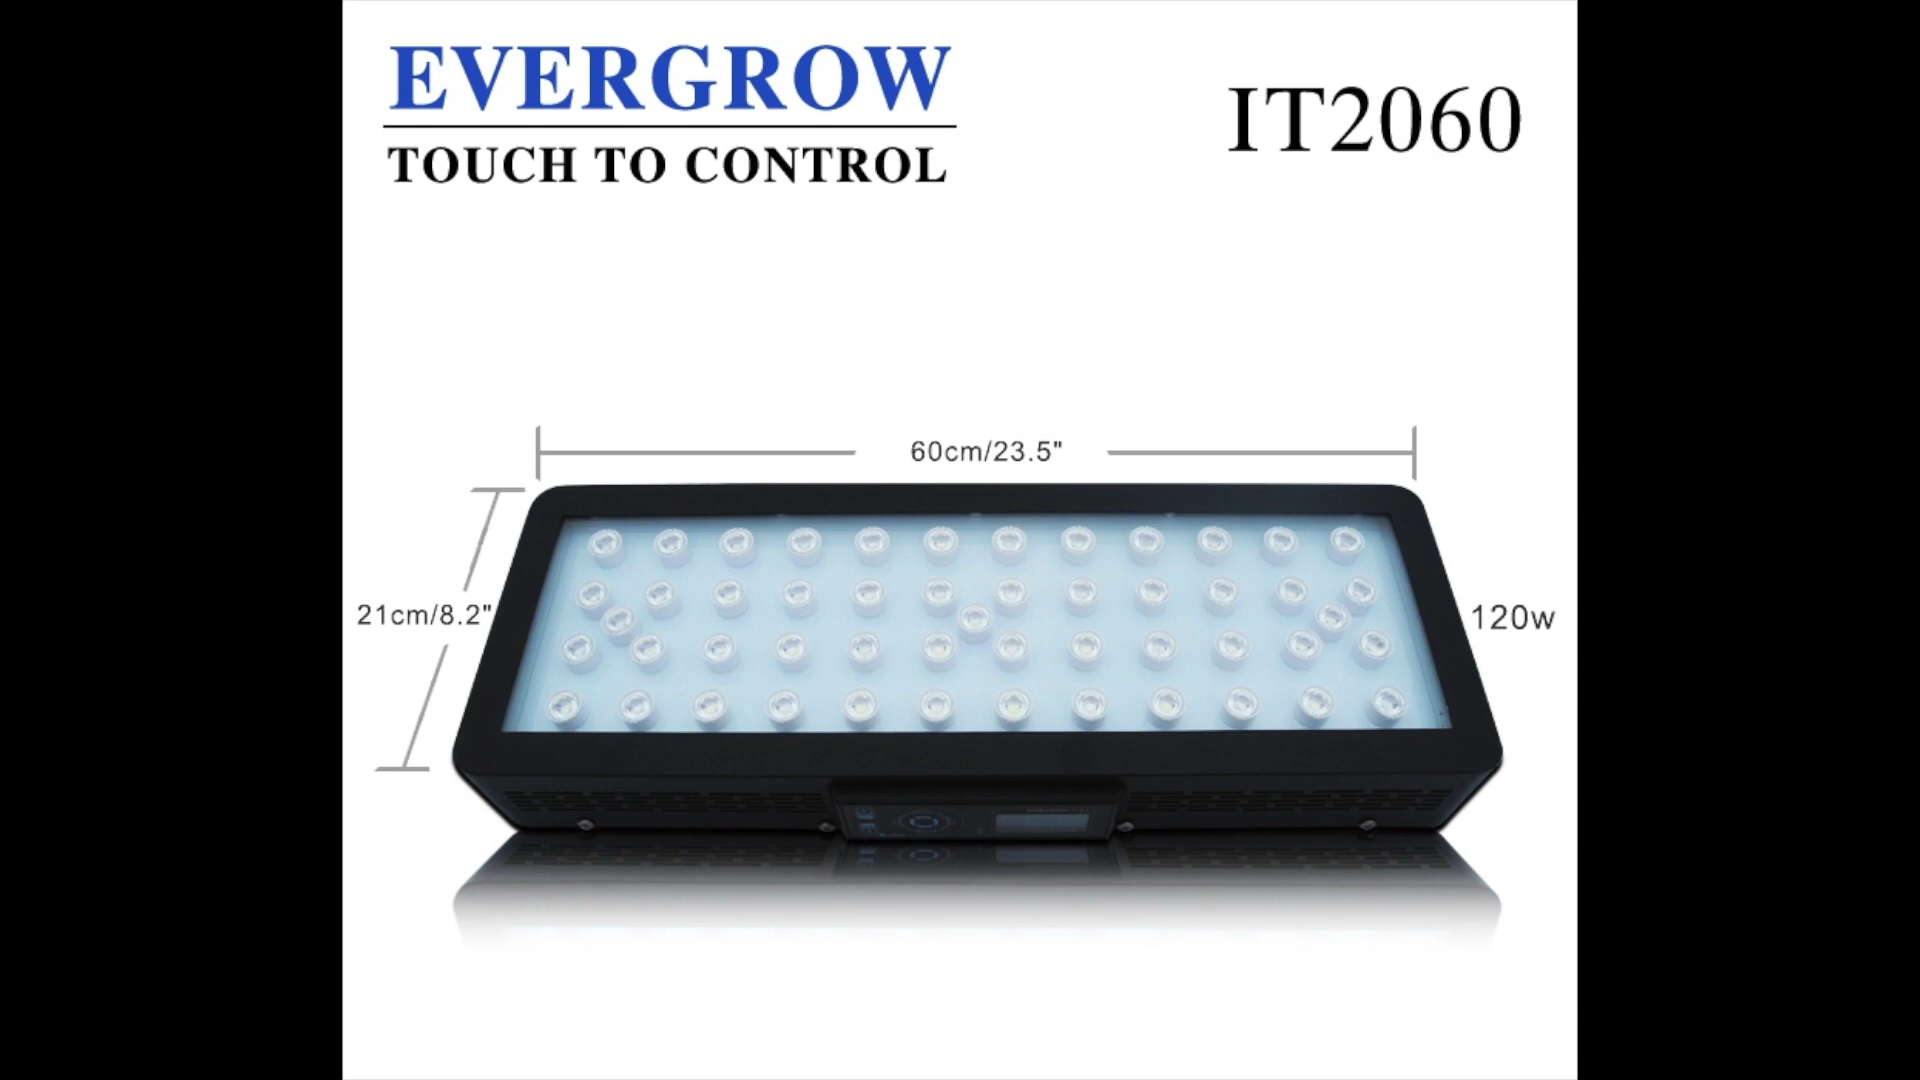 EVERGROW
TOUCH TO CONTROL
IT2060
60cm/23.5"
21cm/8.2"
120w